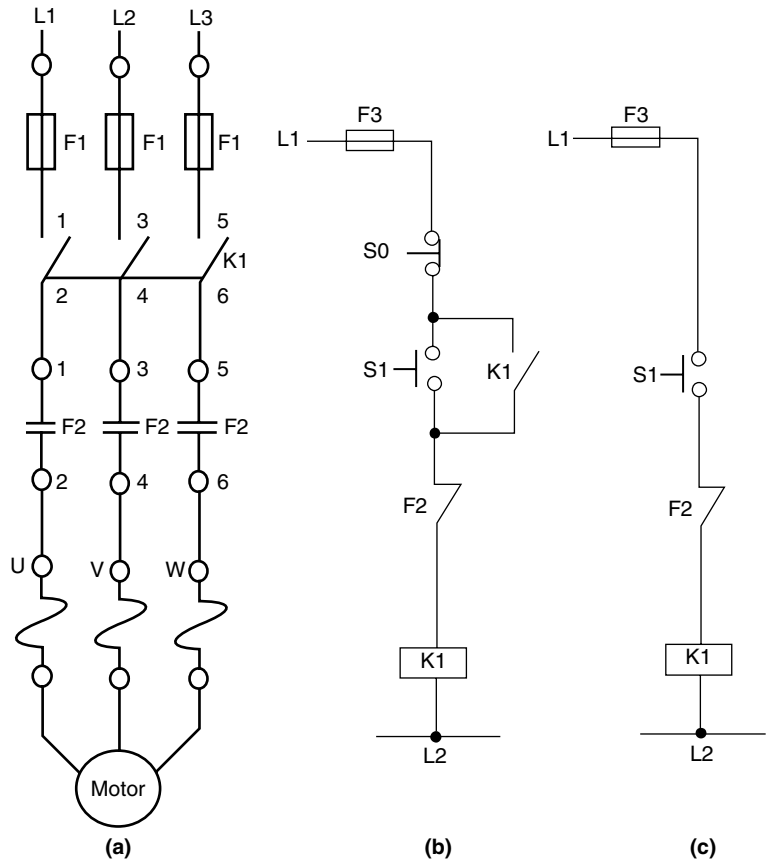 L1 L2 L3
F1 F1 F1
1 3 5
K1
2 4 6
1 3 5
F2 F2 F2
2 4 6
U V W
Motor
(a)
F3
L1
S0
S1 K1
F2
K1
L2
(b)
F3
L1
S1
F2
K1
L2
(c)